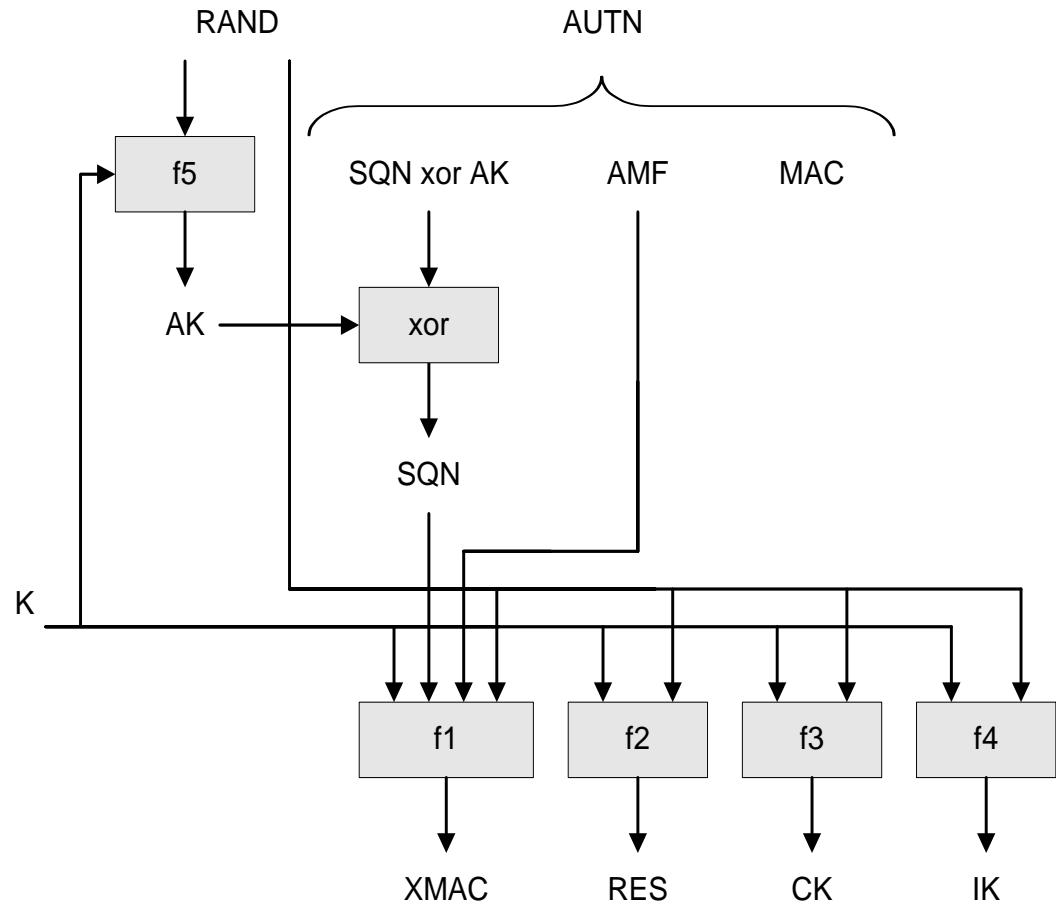 RAND AUTN
f5 SQN xor AK AMF MAC
AK xor
SQN
K
f1 f2 f3 f4
XMAC RES CK IK